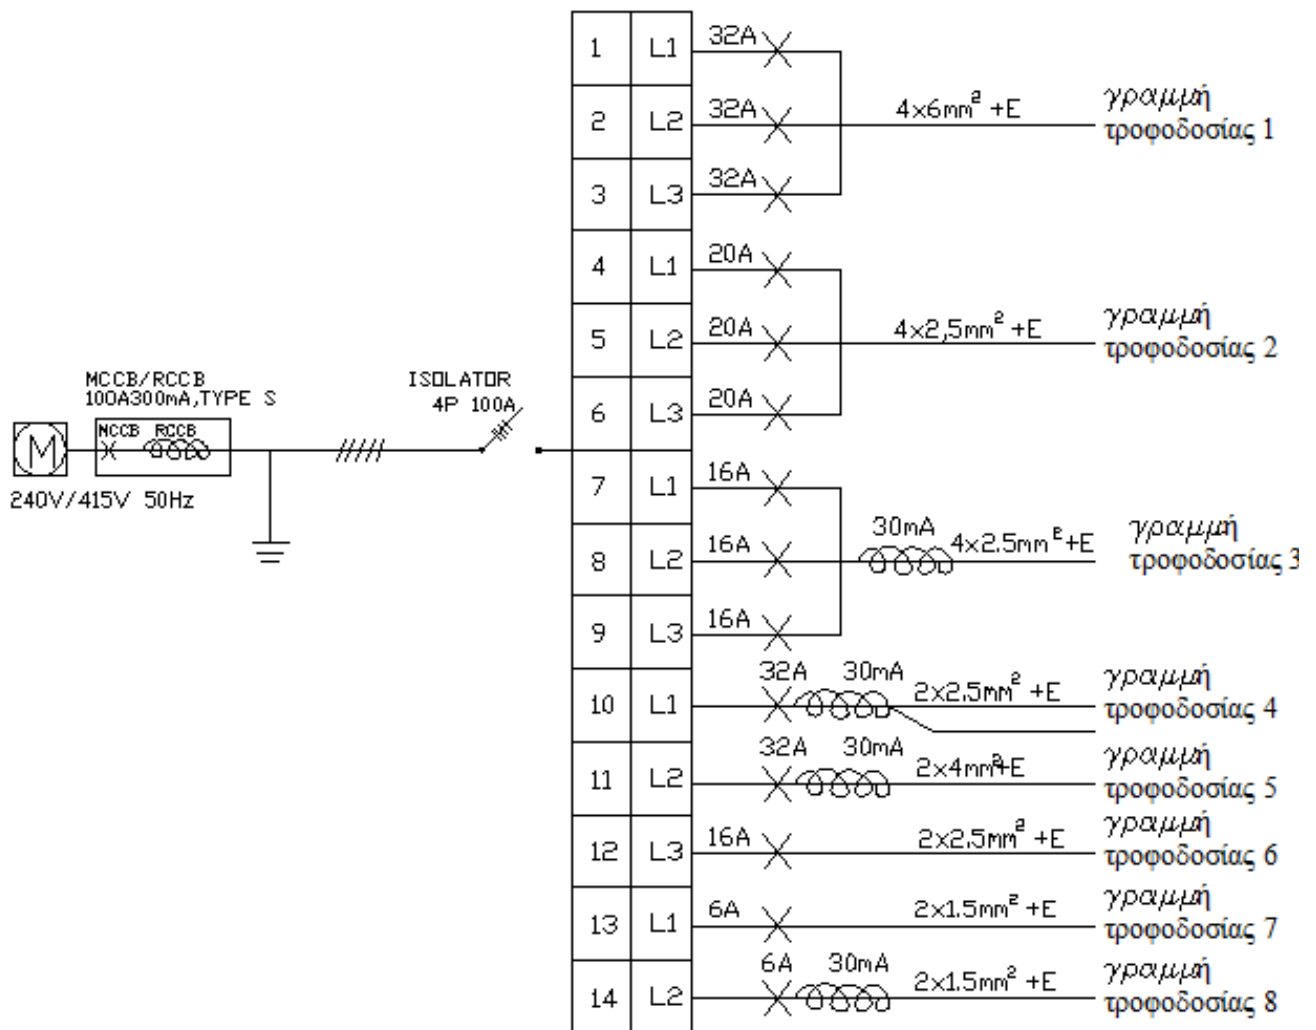 1 L1 32A
2 L2 32A
4x6mm² +E
γραμμή
τροφοδοσίας 1
3 L3 32A
4 L1 20A
5 L2 20A
4x2,5mm² +E
γραμμή
τροφοδοσίας 2
6 L3 20A
MCCB/RCCB
100A300mA,TYPE S
MCCB RCCB
M
240V/415V 50Hz
ISOLATOR
4P 100A
7 L1 16A
8 L2 16A
30mA
4x2.5mm²+E
γραμμή
τροφοδοσίας 3
9 L3 16A
10 L1 32A 30mA
2x2.5mm² +E
γραμμή
τροφοδοσίας 4
11 L2 32A 30mA
2x4mm²+E
γραμμή
τροφοδοσίας 5
12 L3 16A
2x2.5mm² +E
γραμμή
τροφοδοσίας 6
13 L1 6A
2x1.5mm² +E
γραμμή
τροφοδοσίας 7
14 L2 6A 30mA
2x1.5mm² +E
γραμμή
τροφοδοσίας 8